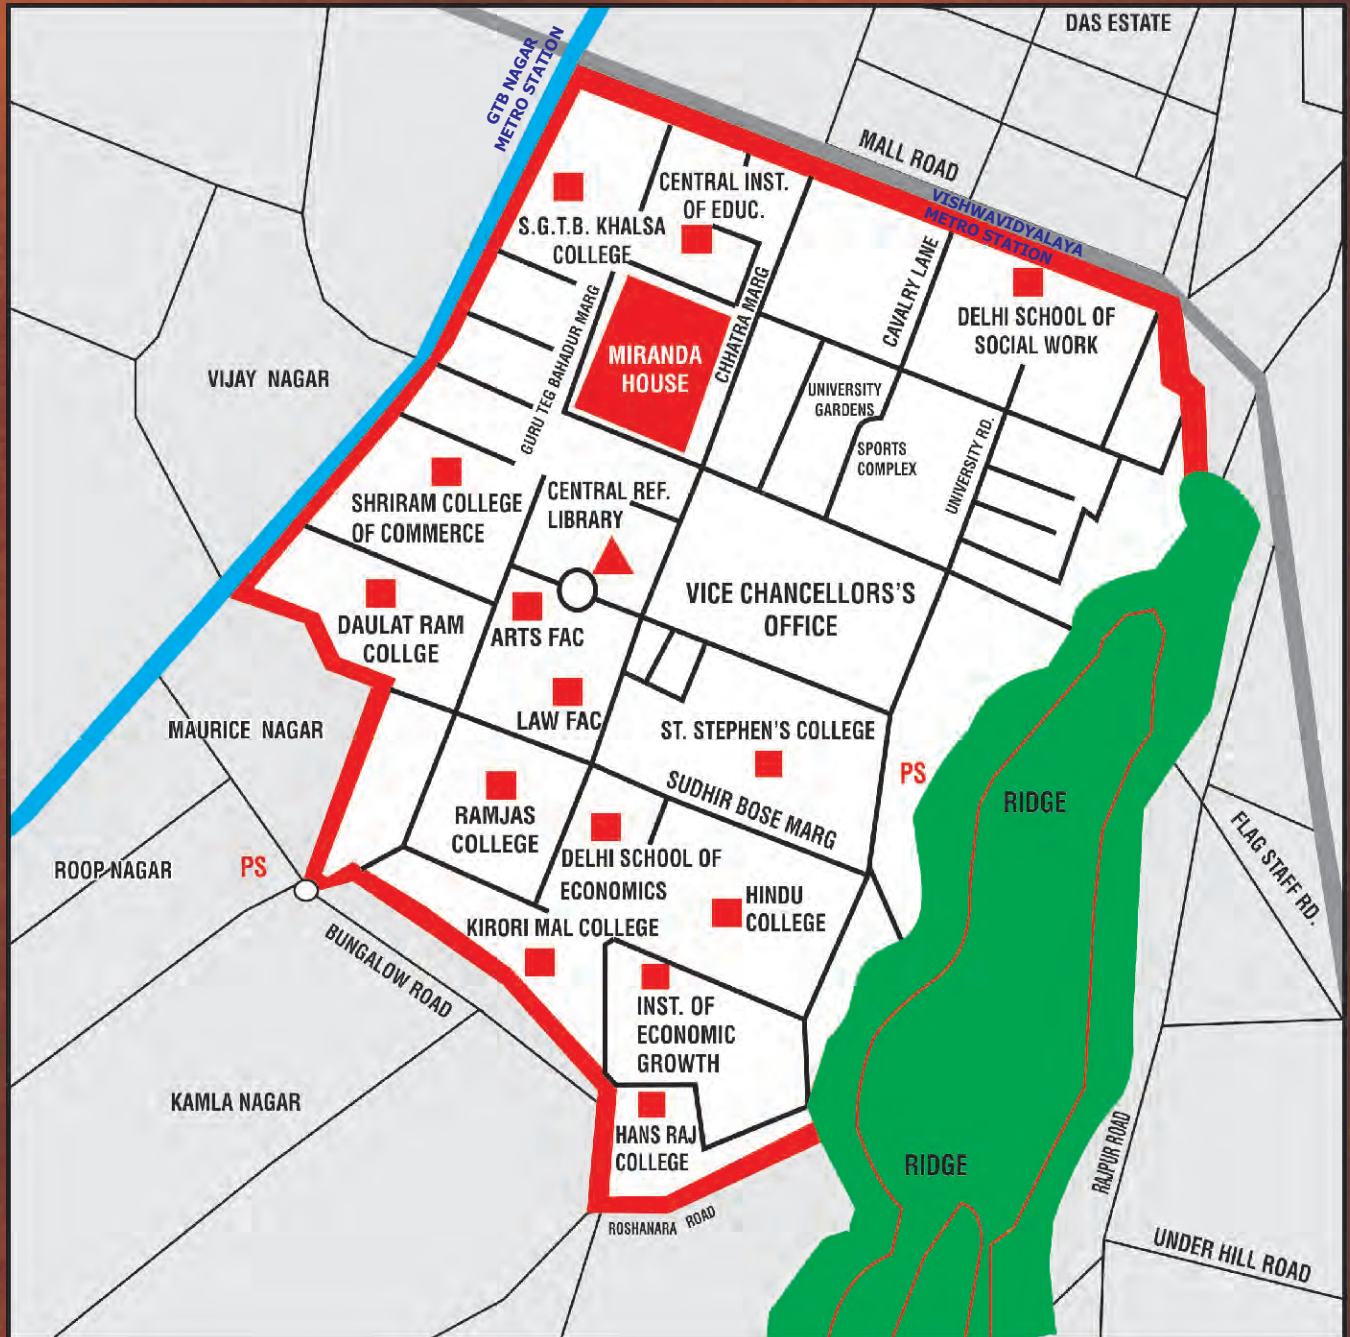 DAS ESTATE
GTB NAGAR
METRO STATION
MALL ROAD
VISHWAVIDYALAYA
METRO STATION
CENTRAL INST.
OF EDUC.
S.G.T.B. KHALSA
COLLEGE
CAVALRY LANE
DELHI SCHOOL OF
SOCIAL WORK
GURU TEG BAHADUR MARG
CHHATRA MARG
MIRANDA
HOUSE
VIJAY NAGAR
UNIVERSITY
GARDENS
SPORTS
COMPLEX
UNIVERSITY RD.
SHRIRAM COLLEGE
OF COMMERCE
CENTRAL REF.
LIBRARY
VICE CHANCELLORS'S
OFFICE
DAULAT RAM
COLLGE
ARTS FAC
LAW FAC
MAURICE NAGAR
ST. STEPHEN'S COLLEGE
PS
SUDHIR BOSE MARG
RIDGE
RAMJAS
COLLEGE
FLAG STAFF RD.
ROOP NAGAR
PS
DELHI SCHOOL OF
ECONOMICS
HINDU
COLLEGE
KIRORI MAL COLLEGE
BUNGALOW ROAD
INST. OF
ECONOMIC
GROWTH
KAMLA NAGAR
HANS RAJ
COLLEGE
RIDGE
RAJPUR ROAD
ROSHANARA ROAD
UNDER HILL ROAD